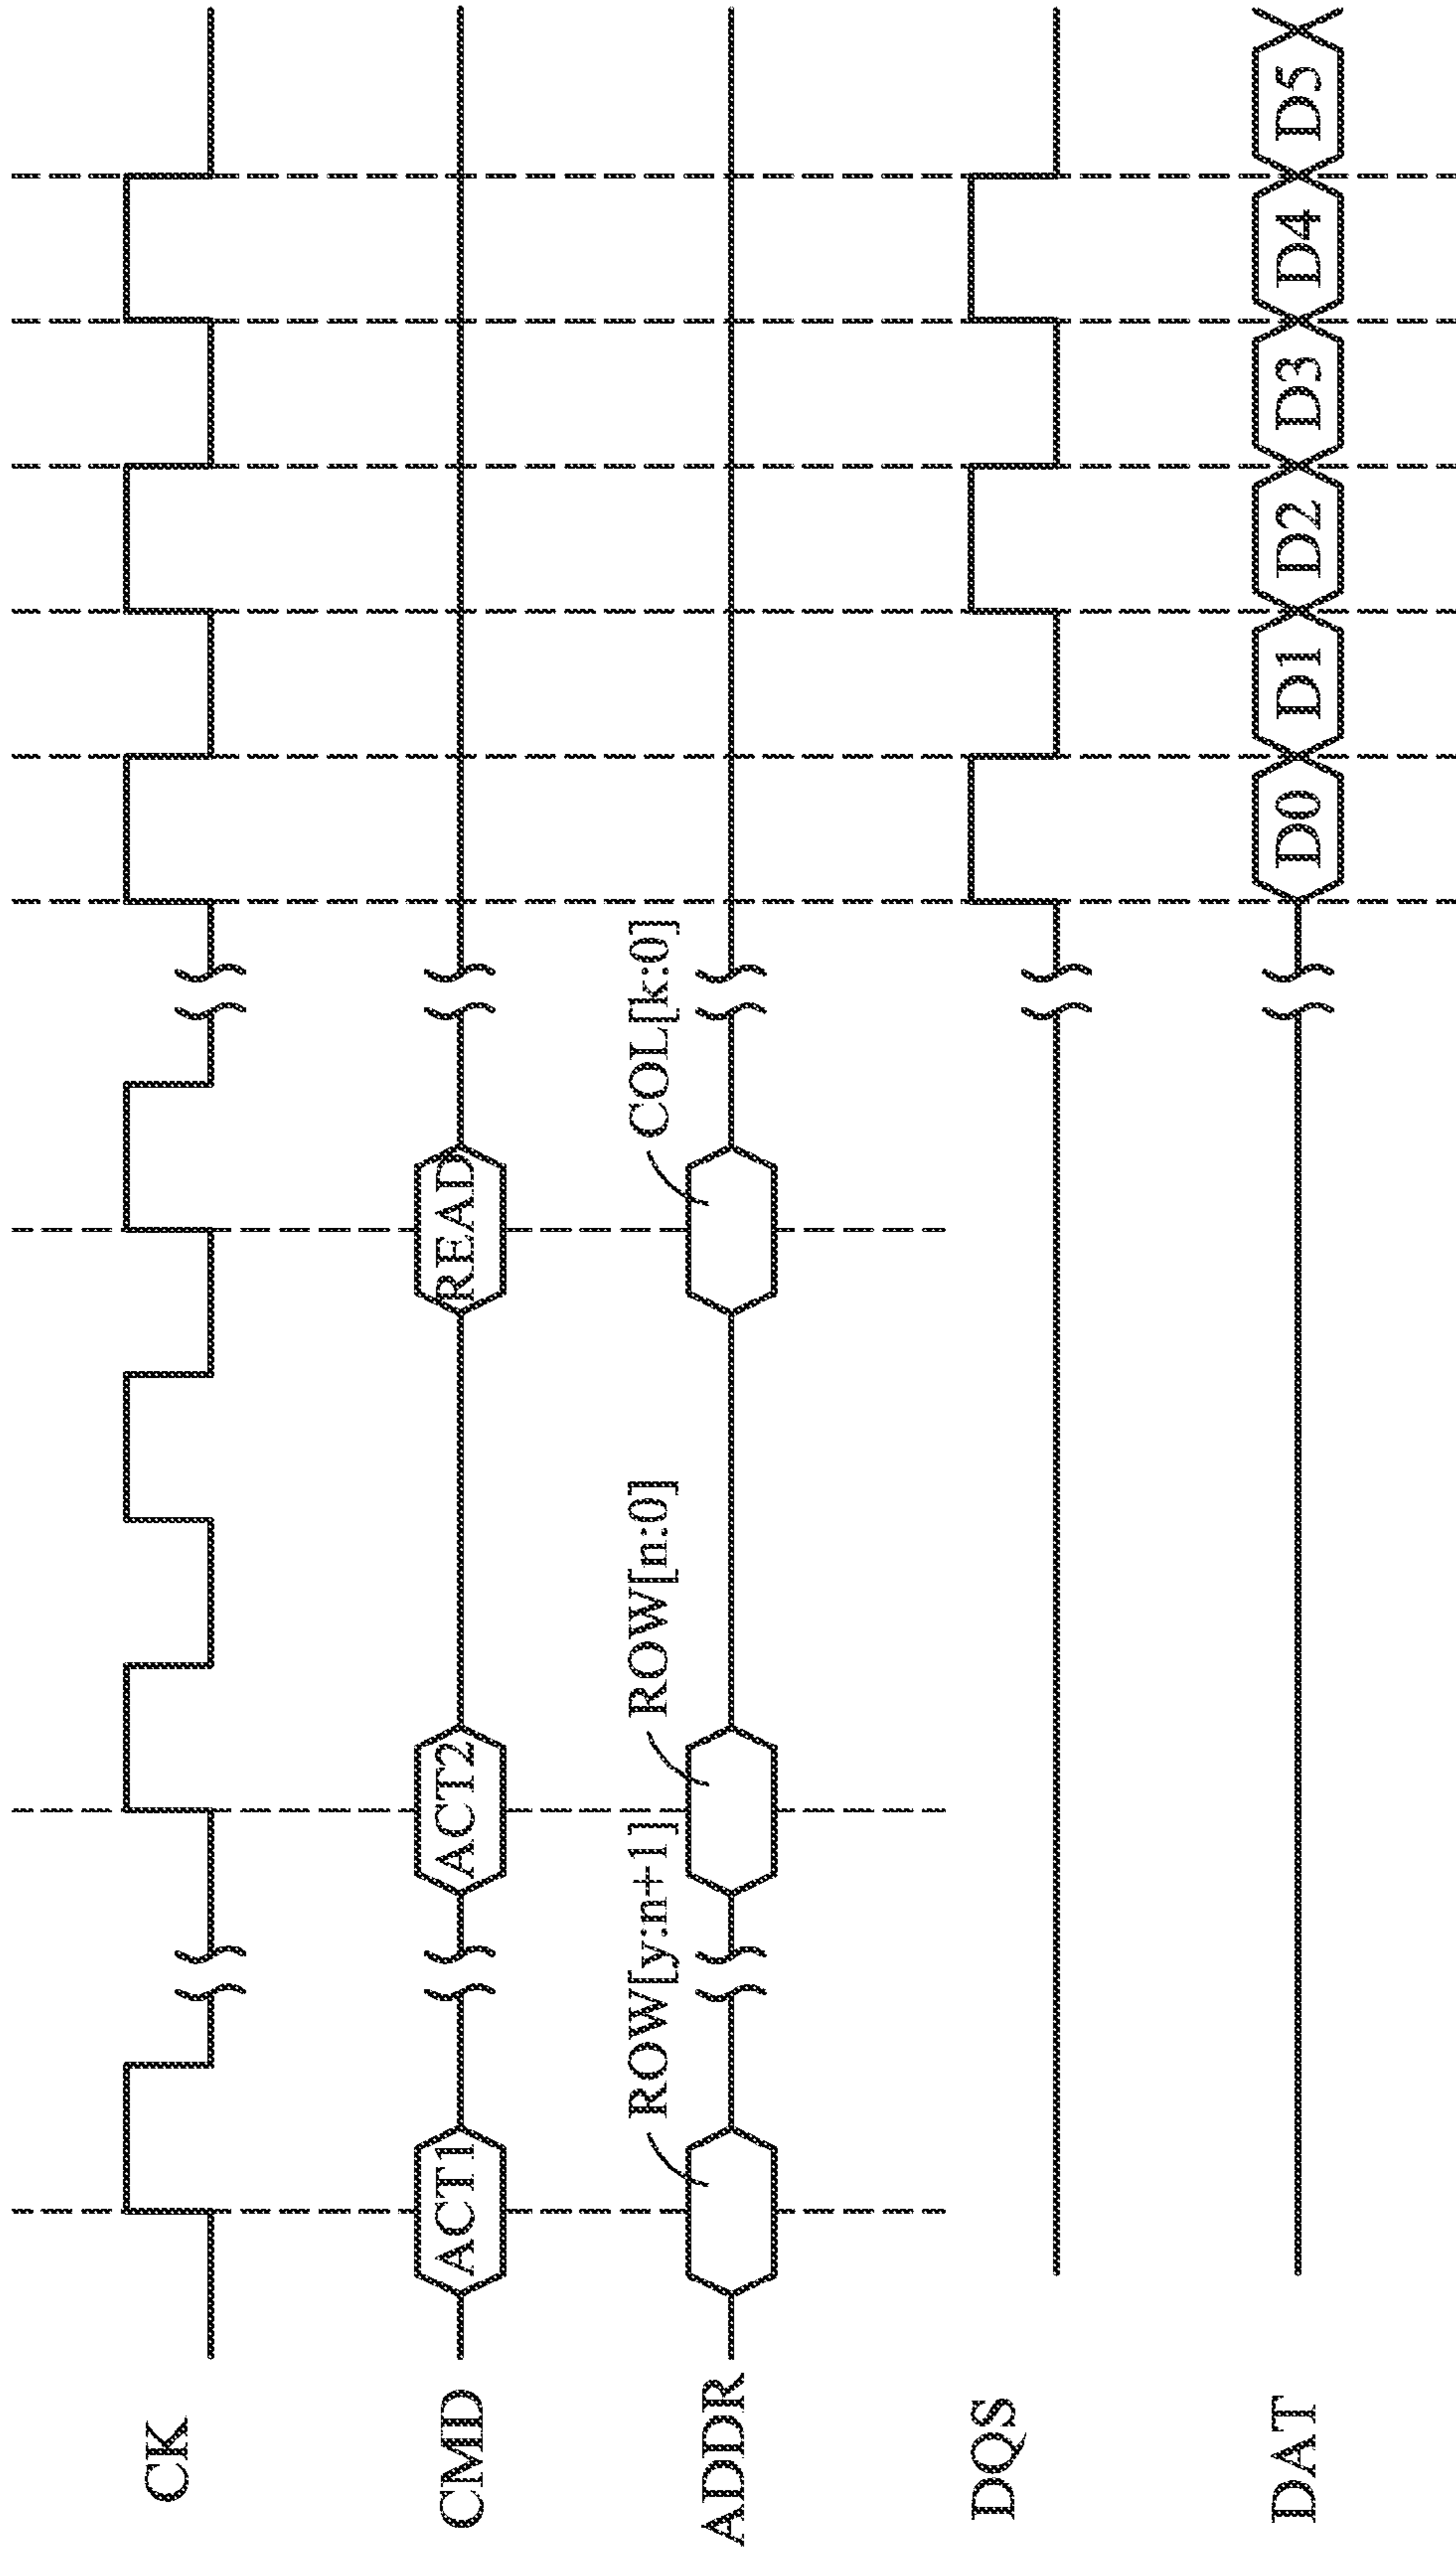 CK
CMD
ACT1
ACT2
READ
ADDR
ROW[y:n+1]
ROW[n:0]
COL[k:0]
DQS
DAT
D0
D1
D2
D3
D4
D5